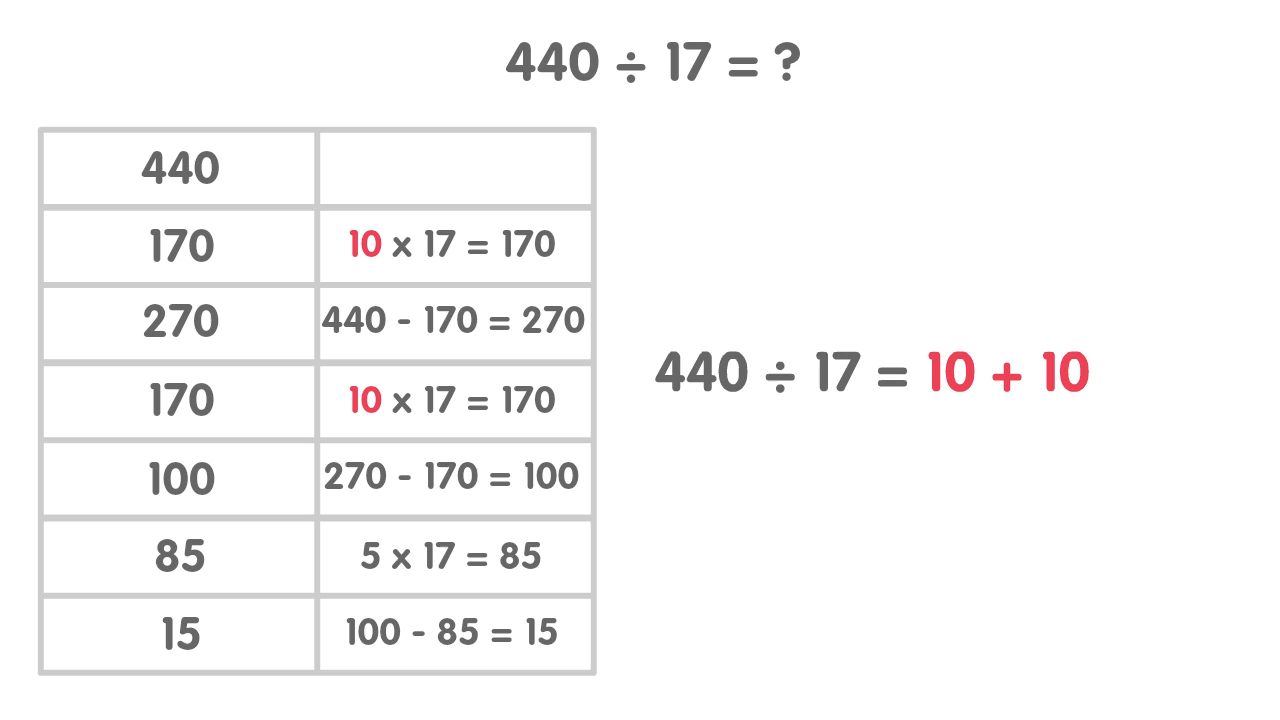 440 ÷ 17 = ?
440
170 10 x 17 = 170
270 440 - 170 = 270
170 10 x 17 = 170
100 270 - 170 = 100
85 5 x 17 = 85
15 100 - 85 = 15
440 ÷ 17 = 10 + 10